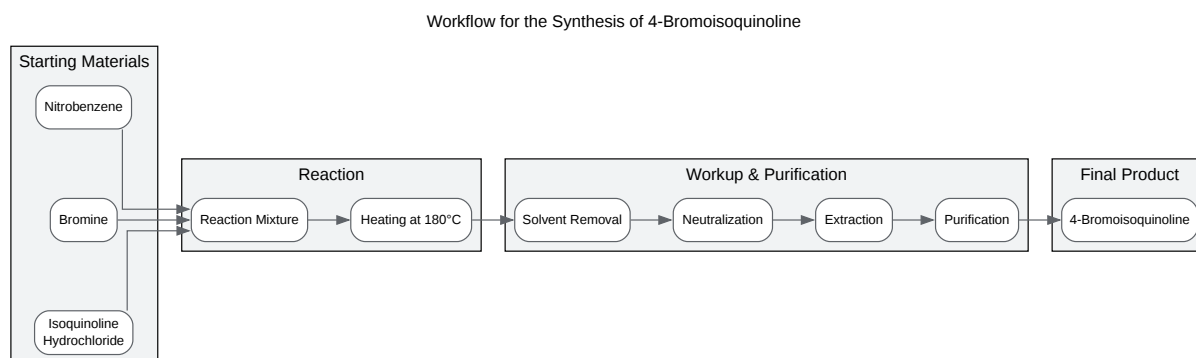 Workflow for the Synthesis of 4-Bromoisoquinoline
Starting Materials
Nitrobenzene
Bromine
Isoquinoline
Hydrochloride
Reaction
Reaction Mixture
Heating at 180°C
Workup & Purification
Solvent Removal
Neutralization
Extraction
Purification
Final Product
4-Bromoisoquinoline